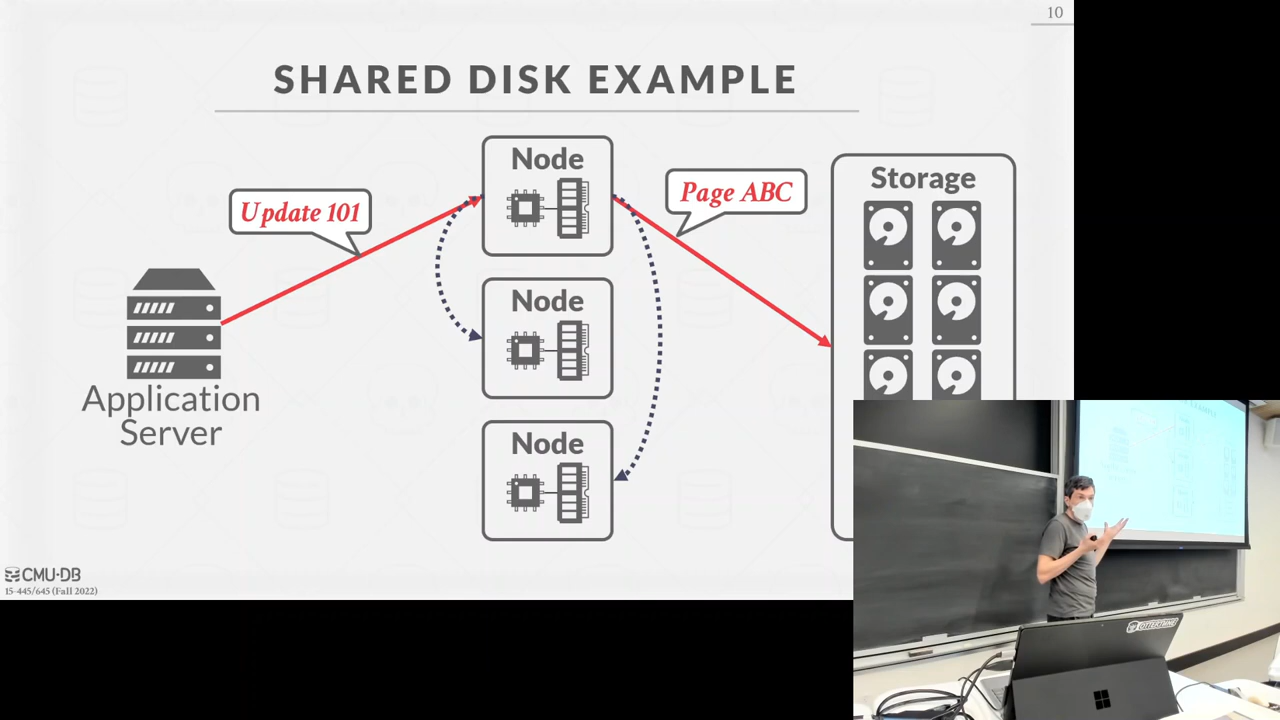 10
SHARED DISK EXAMPLE
Node
Update 101
Page ABC
Storage
Node
Application
Server
Node
CMU·DB
15-445/645 (Fall 2022)